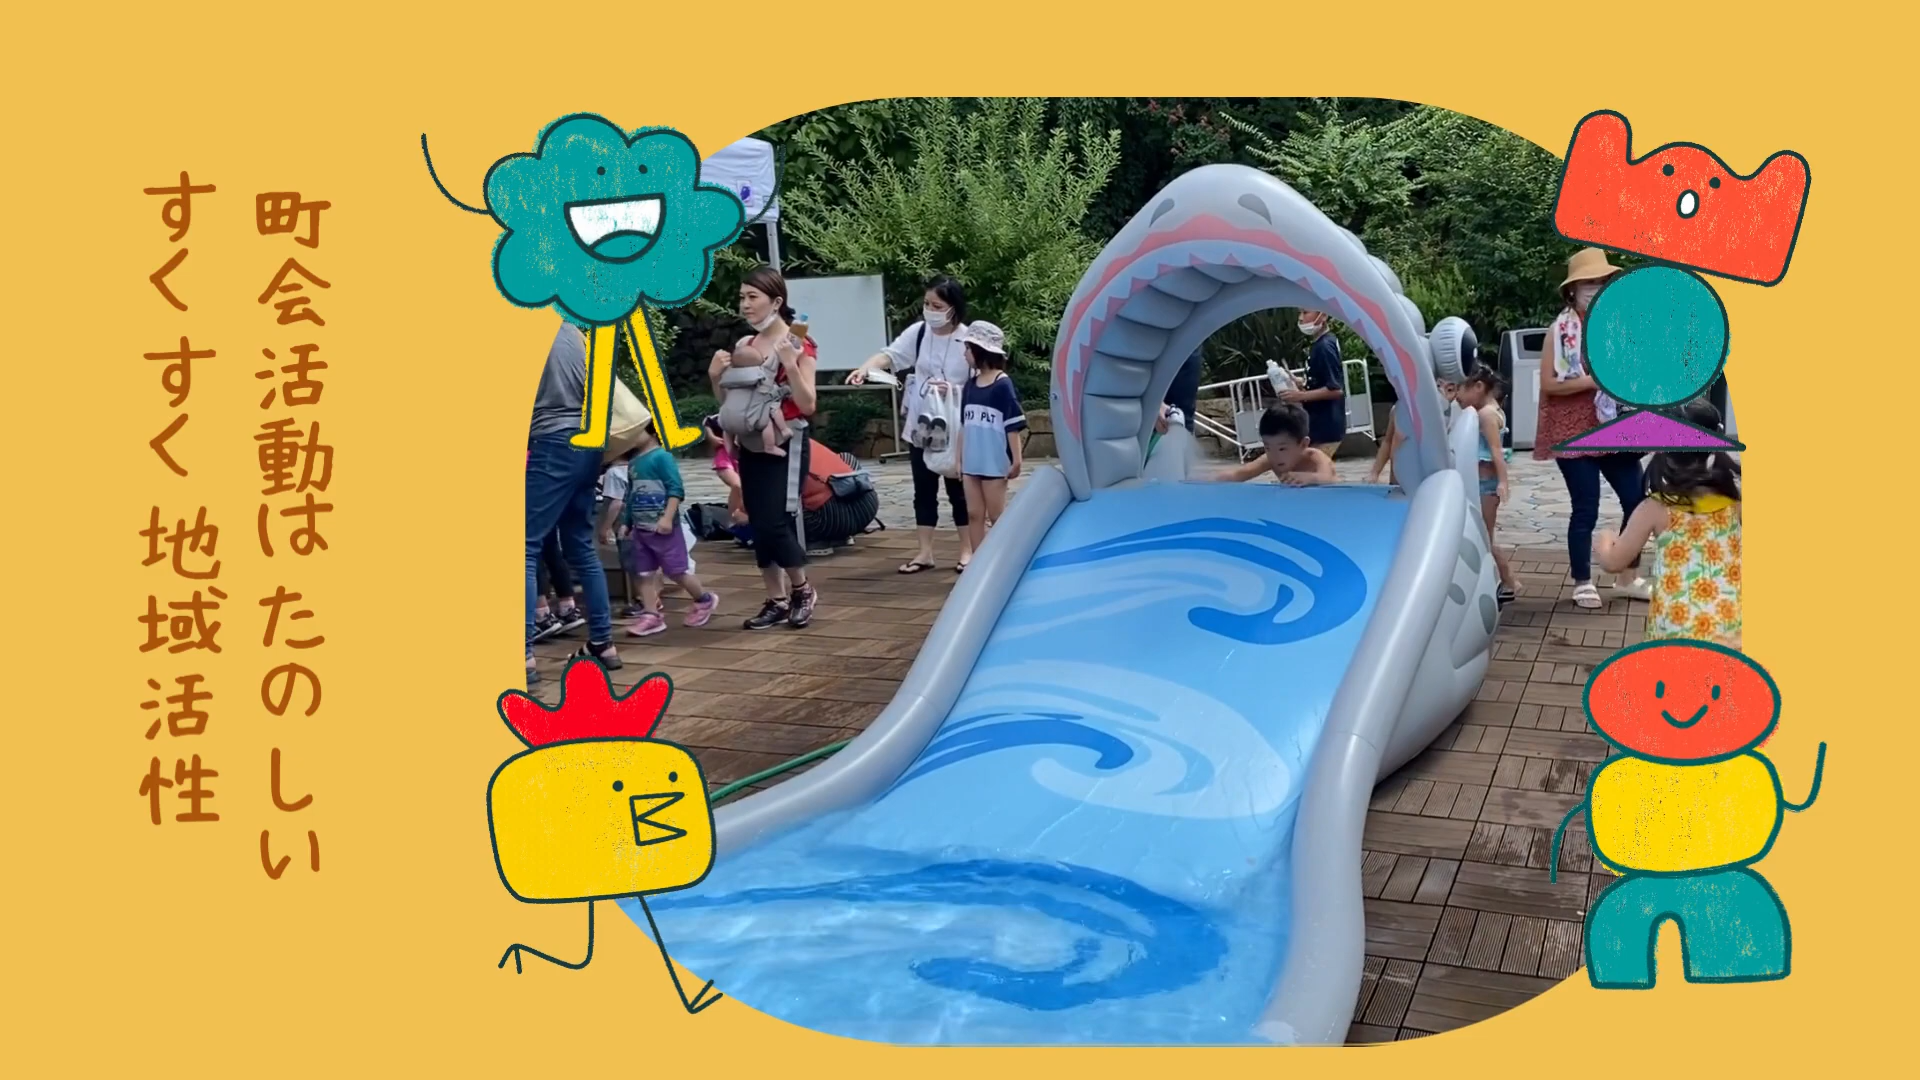 町会活動は たのしい
すく すく 地域活性